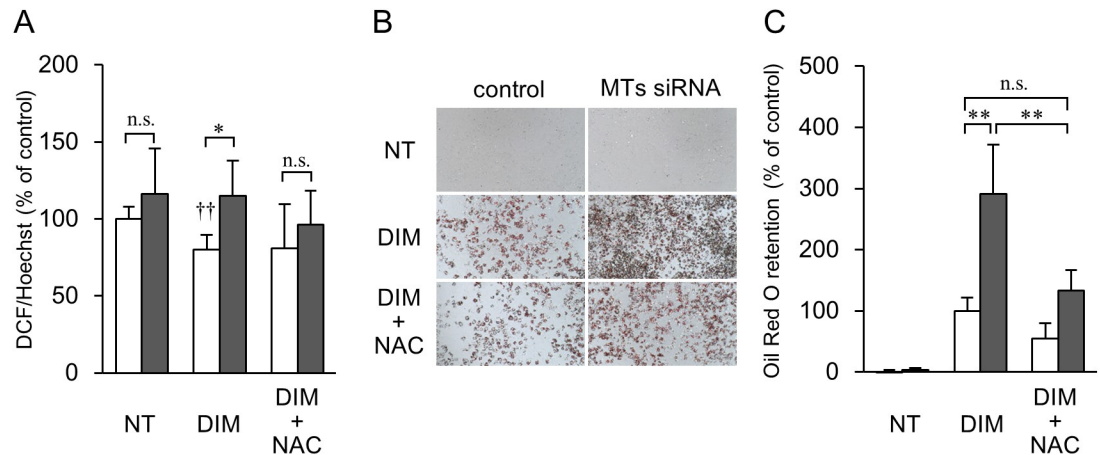 A
DCF/Hoechst (% of control)
200
150
100
50
0
n.s.
*
n.s.
††
NT
DIM
DIM
+
NAC
B
control
MTs siRNA
NT
DIM
DIM
+
NAC
C
Oil Red O retention (% of control)
500
400
300
200
100
0
n.s.
**
**
NT
DIM
DIM
+
NAC